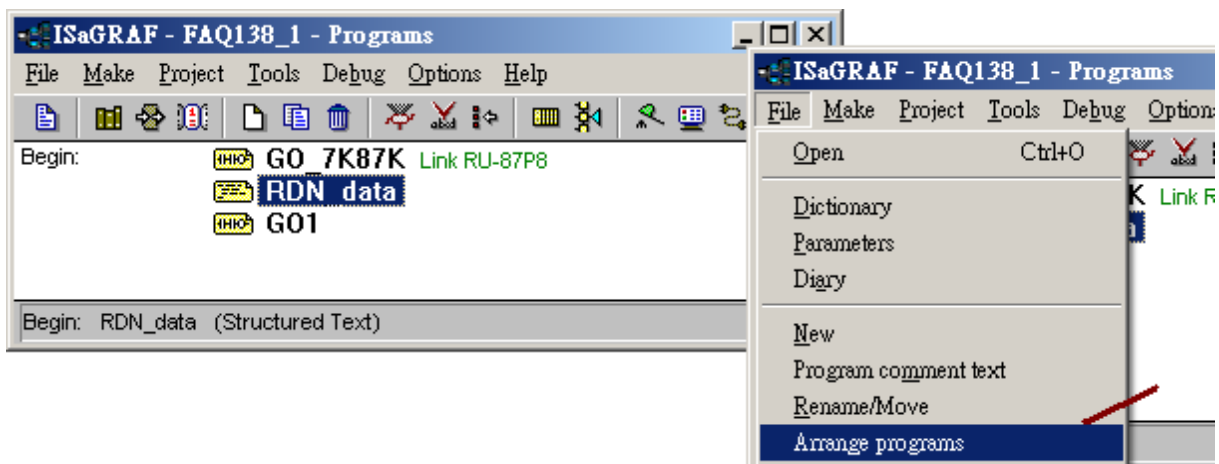 ISaGRAF - FAQ138_1 - Programs
File Make Project Tools Debug Options Help
Begin: GO_7K87K Link RU-87P8
RDN_data
GO1
Begin: RDN_data (Structured Text)
ISaGRAF - FAQ138_1 - Programs
File Make Project Tools Debug Options
Open Ctrl+O
Dictionary
Parameters
Diary
New
Program comment text
Rename/Move
Arrange programs
K Link R